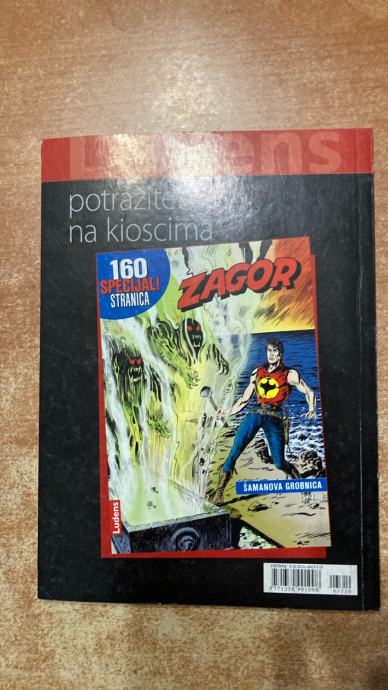 Ludens
potražite
na kioscima
160
SPECIJAL!
STRANICA
ZAGOR
ŠAMANOVA GROBNICA
Ludens